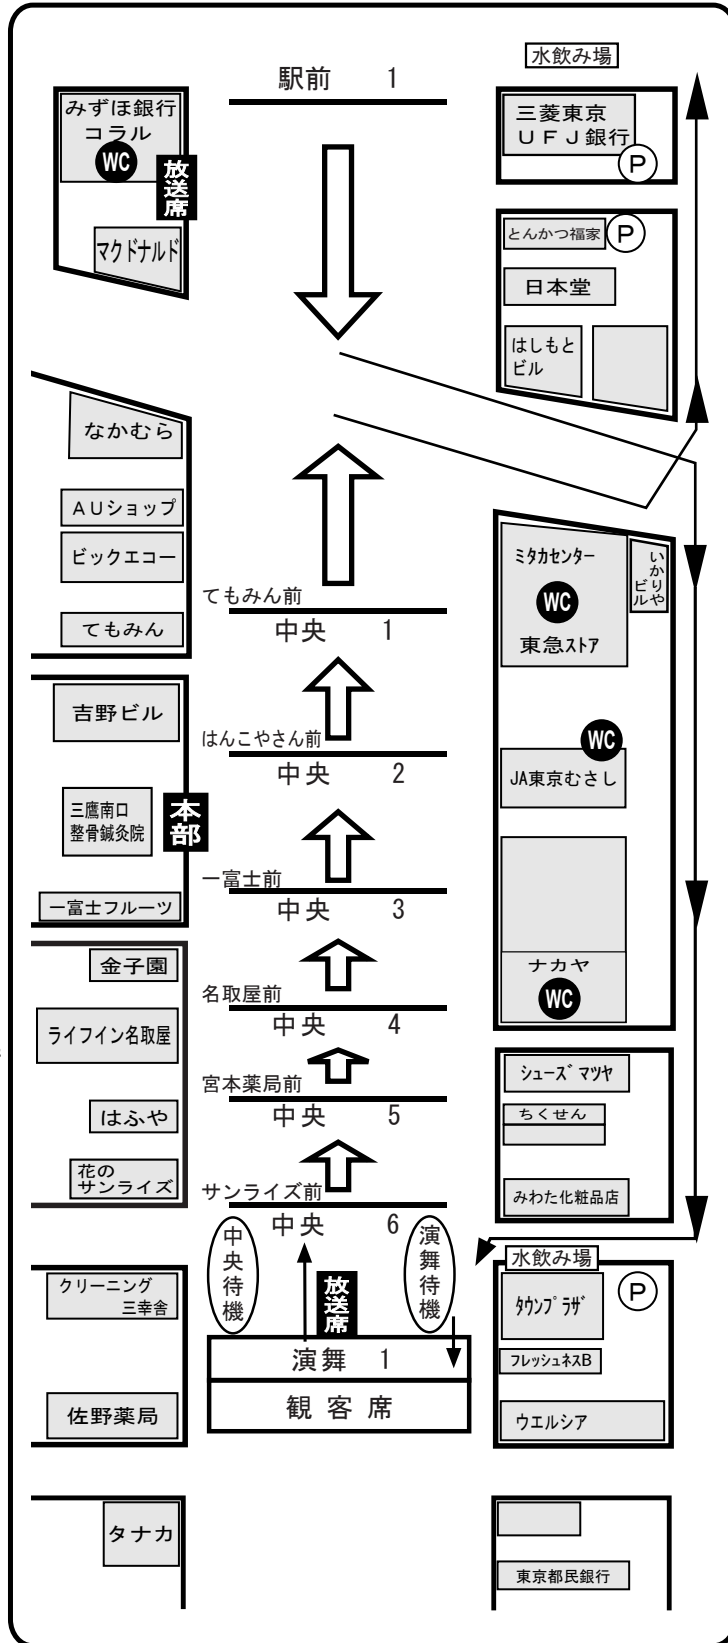 水飲み場
駅前 1
みずほ銀行
コラル
WC
放送席
マクドナルド
三菱東京
ＵＦＪ銀行
P
とんかつ福家
P
日本堂
はしもと
ビル
なかむら
ＡＵショップ
ビックエコー
てもみん
てもみん前
中央 1
ミタカセンター
WC
東急ストア
いかりや
ビル
吉野ビル
はんこやさん前
中央 2
WC
JA東京むさし
三鷹南口
整骨鍼灸院
本部
一富士前
中央 3
一富士フルーツ
金子園
ナカヤ
WC
名取屋前
中央 4
ライフイン名取屋
宮本薬局前
中央 5
シューズマツヤ
ちくせん
はふや
花の
サンライズ
みわた化粧品店
サンライズ前
中央 6
中央待機
演舞待機
水飲み場
クリーニング
三幸舎
放送席
タウンプラザ
P
演舞 1
フレッシュネスB
観客席
佐野薬局
ウエルシア
タナカ
東京都民銀行